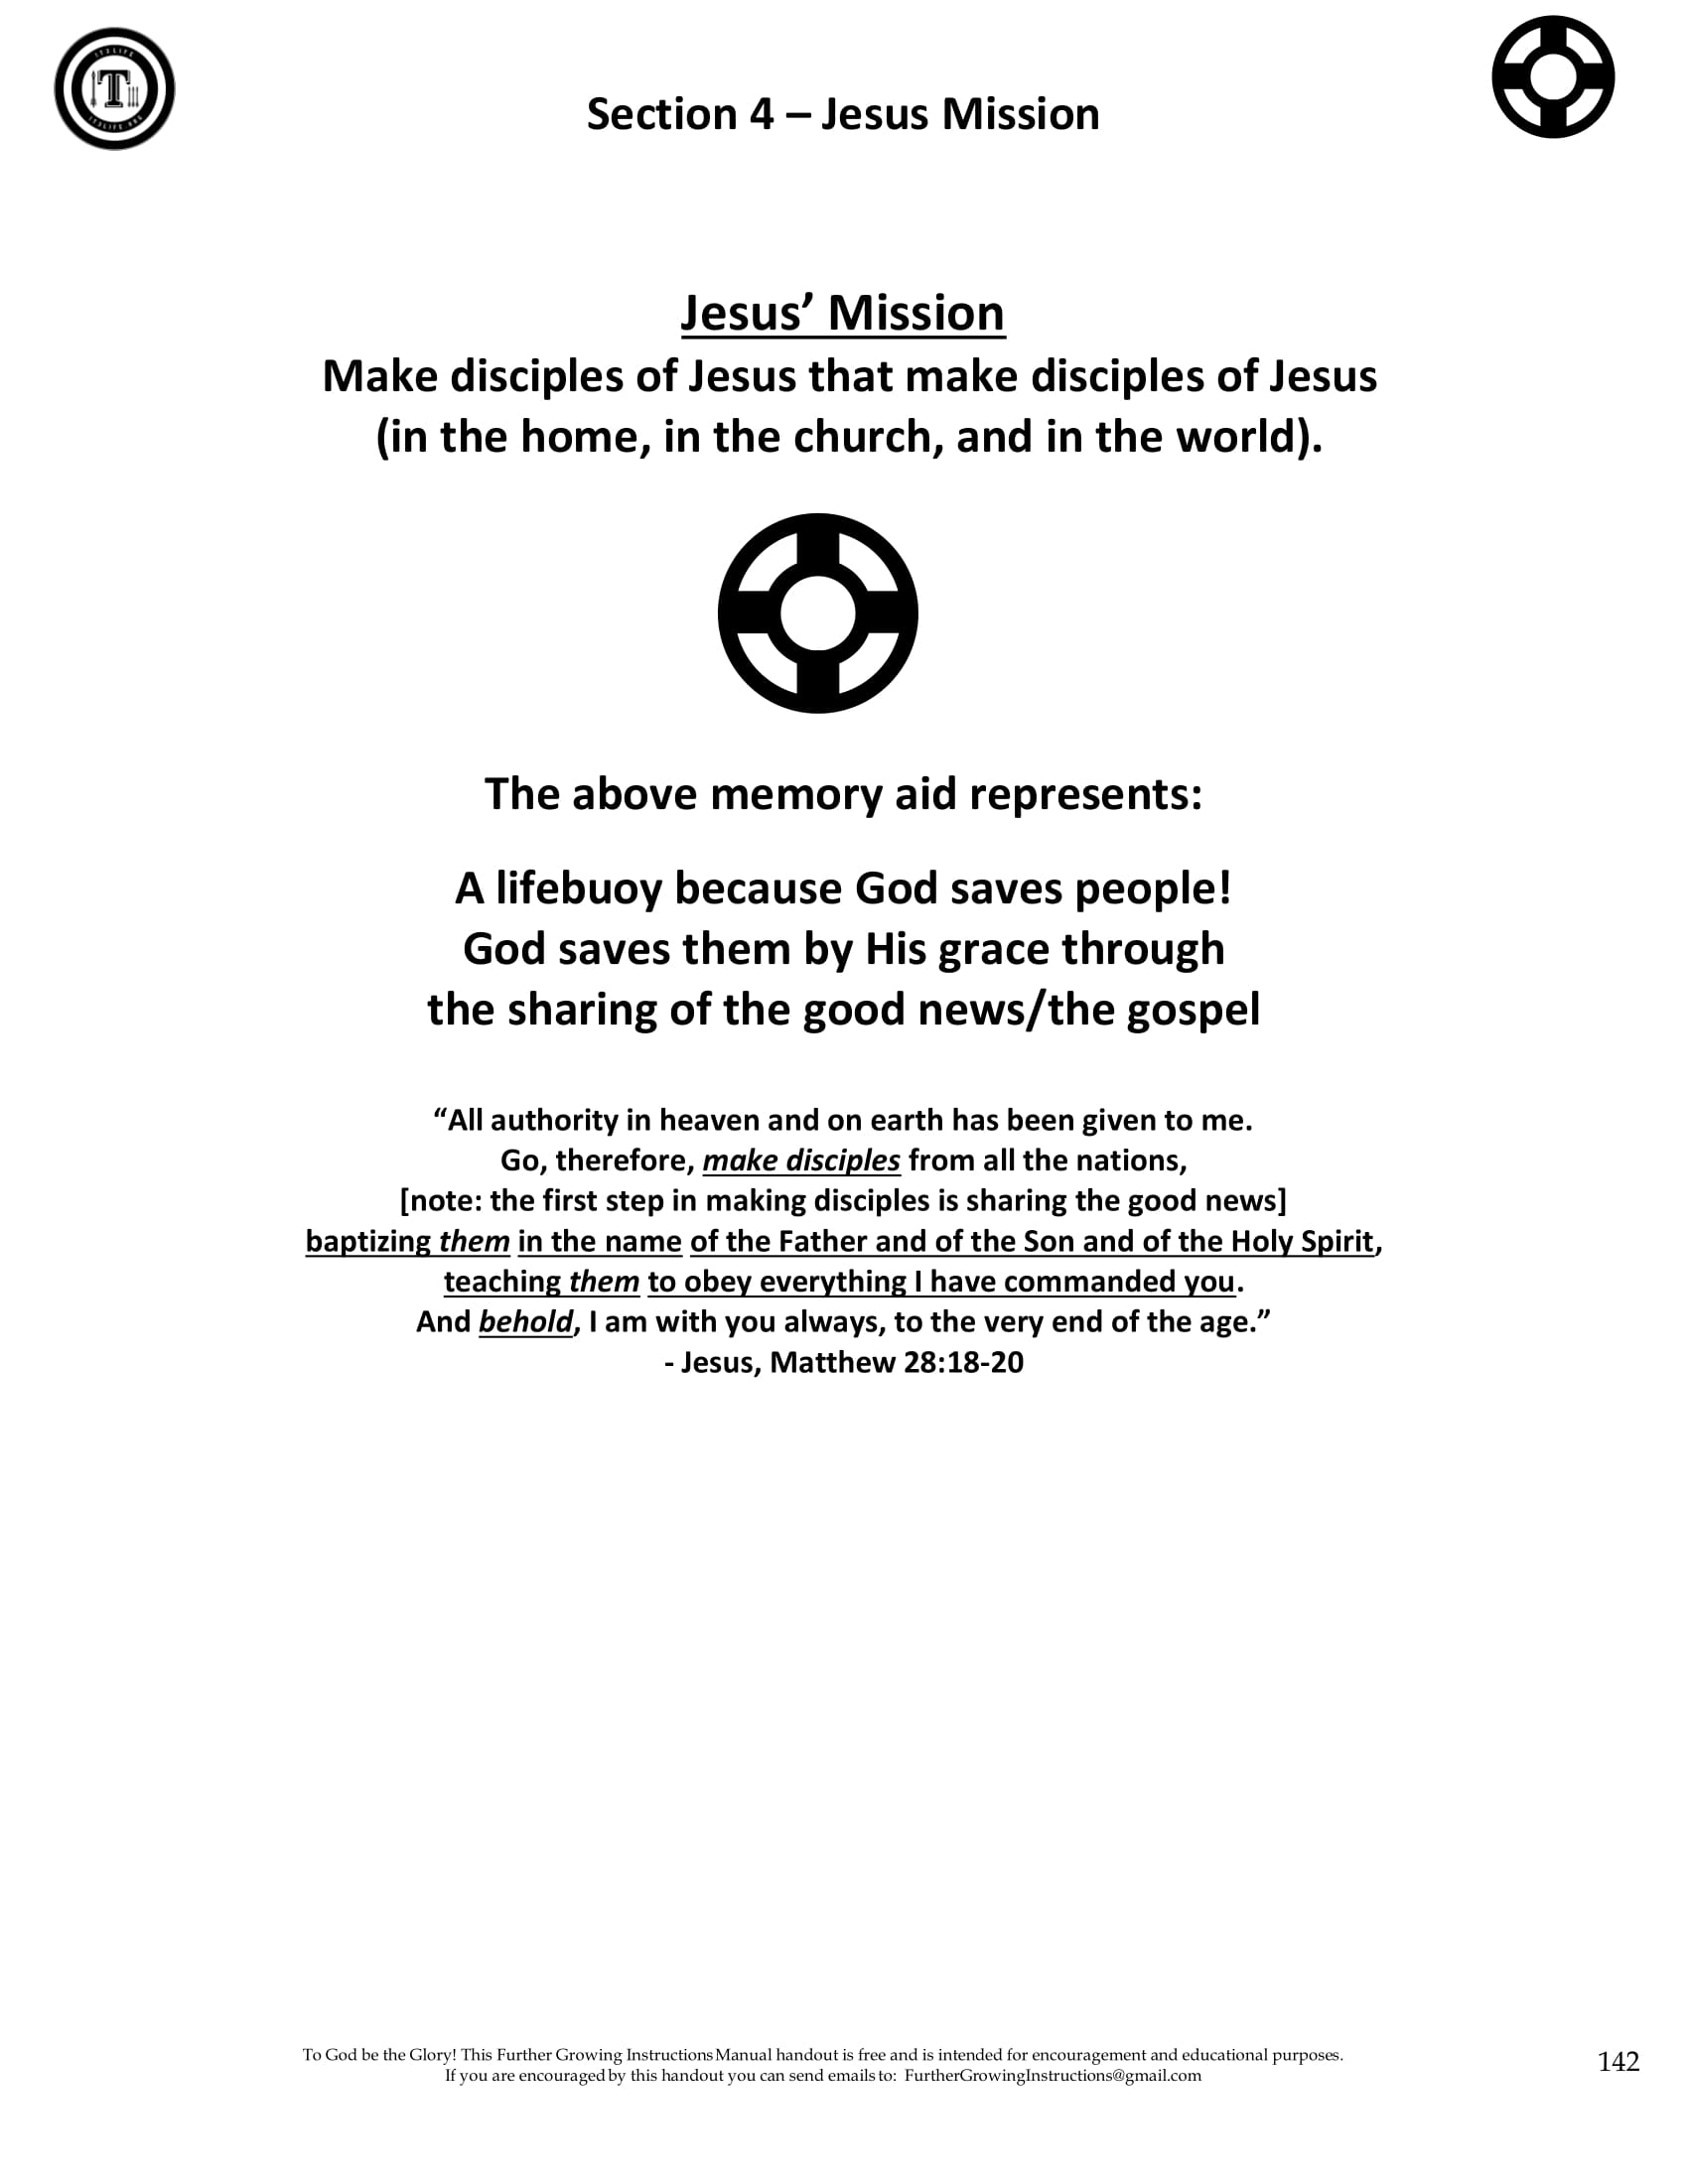 Section 4 – Jesus Mission
Jesus’ Mission
Make disciples of Jesus that make disciples of Jesus
(in the home, in the church, and in the world).
The above memory aid represents:
A lifebuoy because God saves people!
God saves them by His grace through
the sharing of the good news/the gospel
“All authority in heaven and on earth has been given to me.
Go, therefore, make disciples from all the nations,
[note: the first step in making disciples is sharing the good news]
baptizing them in the name of the Father and of the Son and of the Holy Spirit,
teaching them to obey everything I have commanded you.
And behold, I am with you always, to the very end of the age.”
- Jesus, Matthew 28:18-20
To God be the Glory! This Further Growing Instructions Manual handout is free and is intended for encouragement and educational purposes.
If you are encouraged by this handout you can send emails to: FurtherGrowingInstructions@gmail.com
142